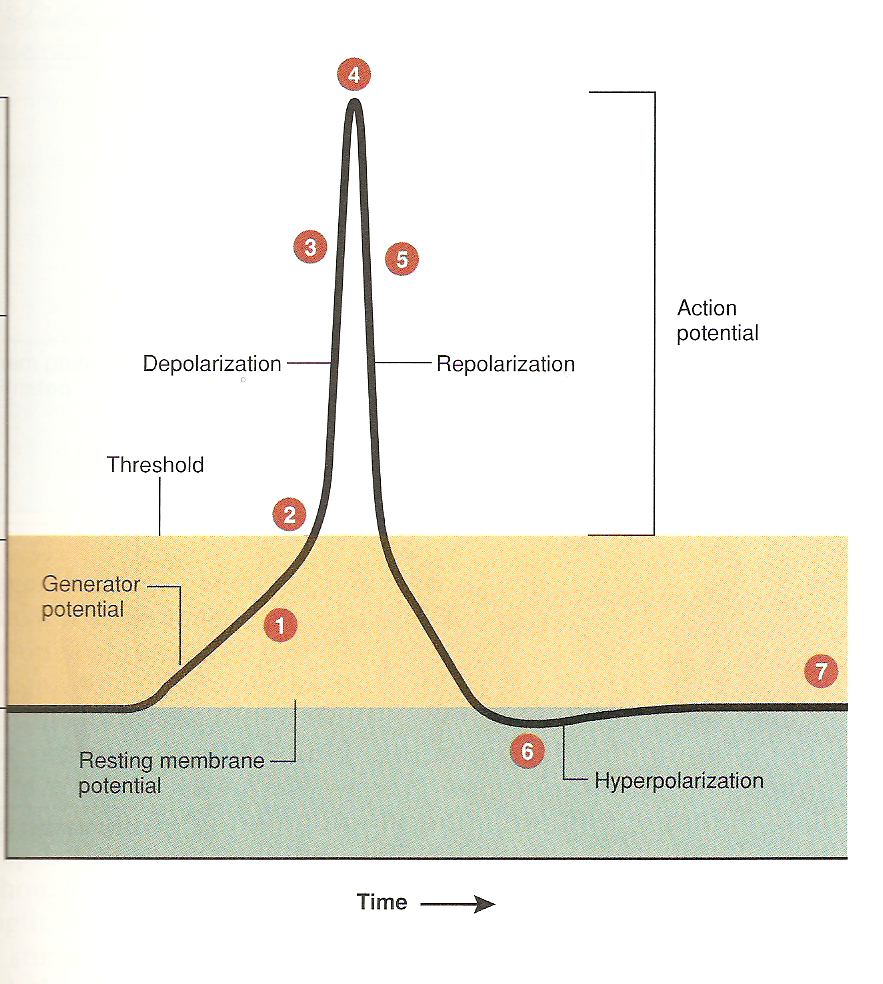 4
3
5
Action
potential
Depolarization
Repolarization
Threshold
2
Generator
potential
1
7
Resting membrane
potential
6
Hyperpolarization
Time